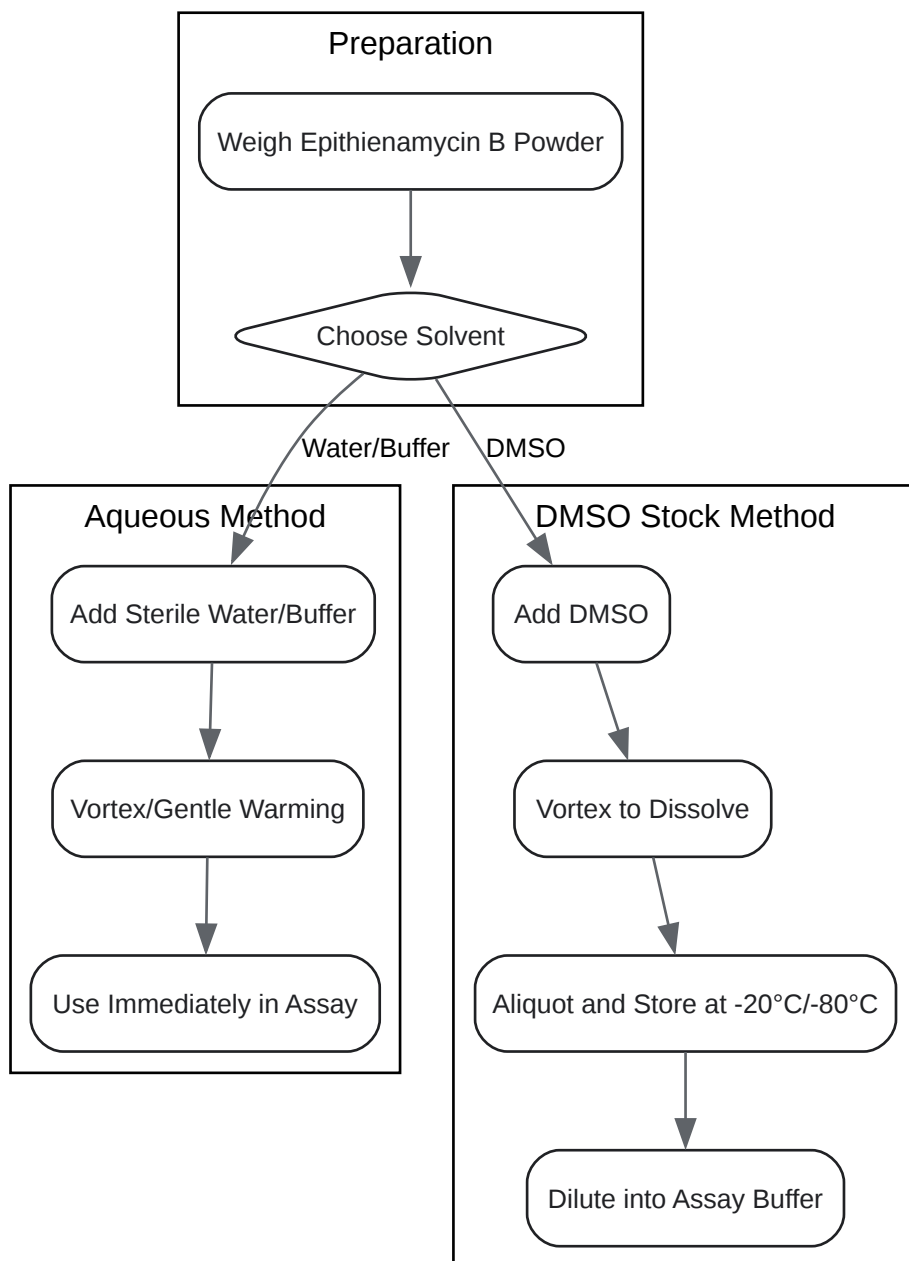 Preparation
Weigh Epithienamycin B Powder
Choose Solvent
Water/Buffer
DMSO
Aqueous Method
Add Sterile Water/Buffer
Vortex/Gentle Warming
Use Immediately in Assay
DMSO Stock Method
Add DMSO
Vortex to Dissolve
Aliquot and Store at -20°C/-80°C
Dilute into Assay Buffer